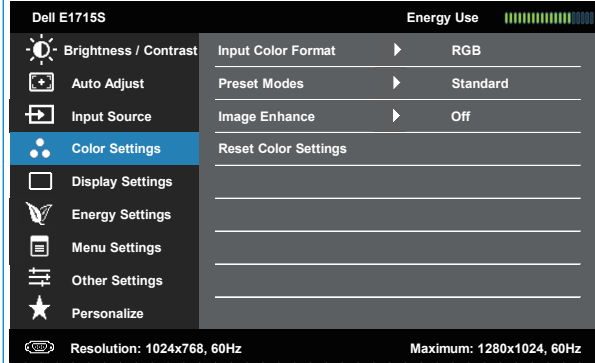 Dell E1715S Energy Use
Brightness / Contrast Input Color Format RGB
Auto Adjust Preset Modes Standard
Input Source Image Enhance Off
Color Settings Reset Color Settings
Display Settings
Energy Settings
Menu Settings
Other Settings
Personalize
Resolution: 1024x768, 60Hz Maximum: 1280x1024, 60Hz